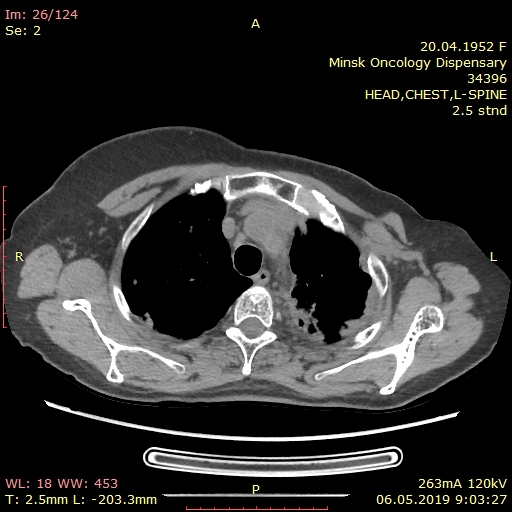 Im: 26/124
Se: 2
A
20.04.1952 F
Minsk Oncology Dispensary
34396
HEAD,CHEST,L-SPINE
2.5 stnd
R
L
WL: 18 WW: 453
T: 2.5mm L: -203.3mm
P
263mA 120kV
06.05.2019 9:03:27